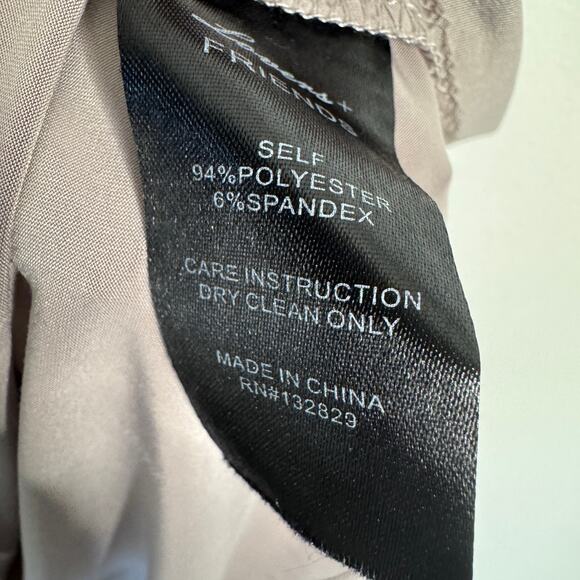 FRIENDS
SELF
94%POLYESTER
6%SPANDEX
CARE INSTRUCTION
DRY CLEAN ONLY
MADE IN CHINA
RN#132829